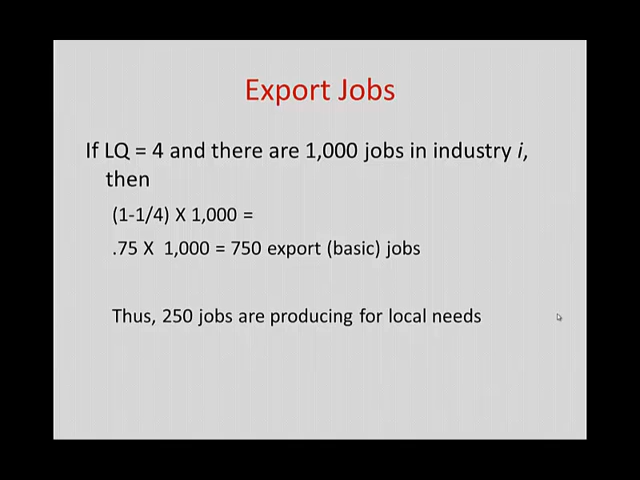 Export Jobs
If LQ = 4 and there are 1,000 jobs in industry i,
then
(1-1/4) X 1,000 =
.75 X 1,000 = 750 export (basic) jobs
Thus, 250 jobs are producing for local needs